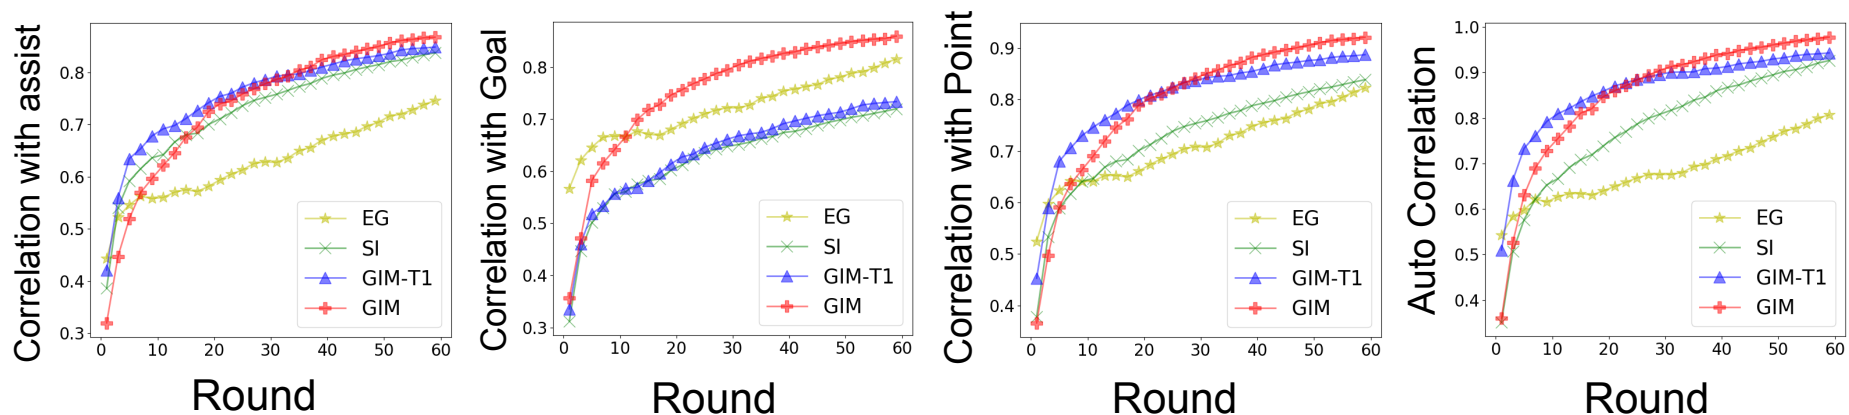 Correlation with assist
0.8
0.7
0.6
0.5
0.4
0.3
0 10 20 30 40 50 60
EG
SI
GIM-T1
GIM
Round
Correlation with Goal
0.8
0.7
0.6
0.5
0.4
0.3
0 10 20 30 40 50 60
EG
SI
GIM-T1
GIM
Round
Correlation with Point
0.9
0.8
0.7
0.6
0.5
0.4
0 10 20 30 40 50 60
EG
SI
GIM-T1
GIM
Round
Auto Correlation
1.0
0.9
0.8
0.7
0.6
0.5
0.4
0 10 20 30 40 50 60
EG
SI
GIM-T1
GIM
Round